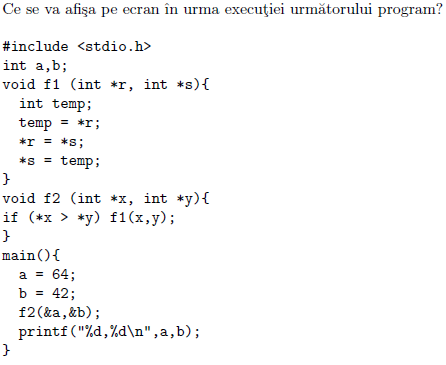 Ce se va afişa pe ecran în urma execuţiei următorului program?
#include <stdio.h>
int a,b;
void f1 (int *r, int *s){
int temp;
temp = *r;
*r = *s;
*s = temp;
}
void f2 (int *x, int *y){
if (*x > *y) f1(x,y);
}
main(){
a = 64;
b = 42;
f2(&a,&b);
printf("%d,%d\n",a,b);
}